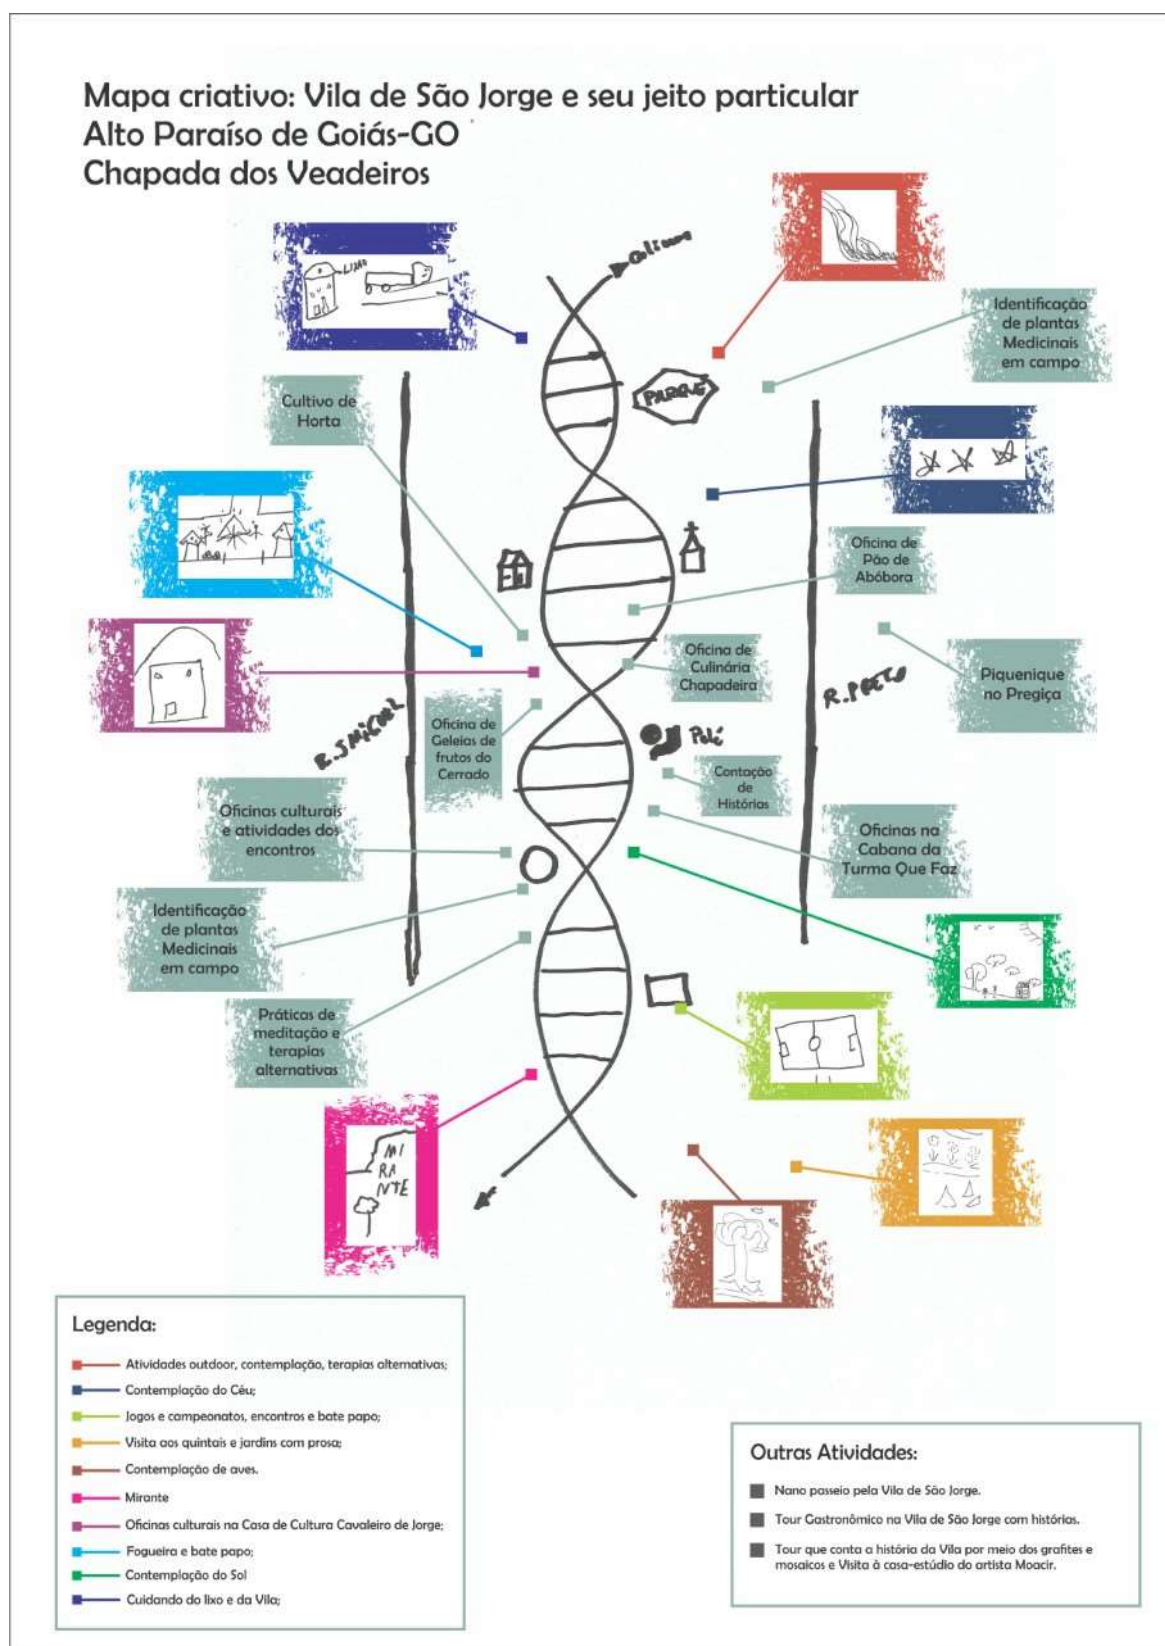 Mapa criativo: Vila de São Jorge e seu jeito particular
Alto Paraíso de Goiás-GO
Chapada dos Veadeiros
LIXÃO
Colinas
PARQUE
Identificação
de plantas
Medicinais
em campo
Cultivo de
Horta
Oficina de
Pão de
Abóbora
Oficina de
Culinária
Chapadeira
Piquenique
no Pregiça
R. PRETO
R. S MIGUEL
Oficina de
Geleias de
frutos do
Cerrado
Contação
de
Histórias
Oficinas culturais
e atividades dos
encontros
Oficinas na
Cabana da
Turma Que Faz
Identificação
de plantas
Medicinais
em campo
Práticas de
meditação e
terapias
alternativas
MI
RA
NTE
Legenda:
Atividades outdoor, contemplação, terapias alternativas;
Contemplação do Céu;
Jogos e campeonatos, encontros e bate papo;
Visita aos quintais e jardins com prosa;
Contemplação de aves.
Mirante
Oficinas culturais na Casa de Cultura Cavaleiro de Jorge;
Fogueira e bate papo;
Contemplação do Sol
Cuidando do lixo e da Vila;
Outras Atividades:
Nano passeio pela Vila de São Jorge.
Tour Gastronômico na Vila de São Jorge com histórias.
Tour que conta a história da Vila por meio dos grafites e
mosaicos e Visita à casa-estúdio do artista Moacir.